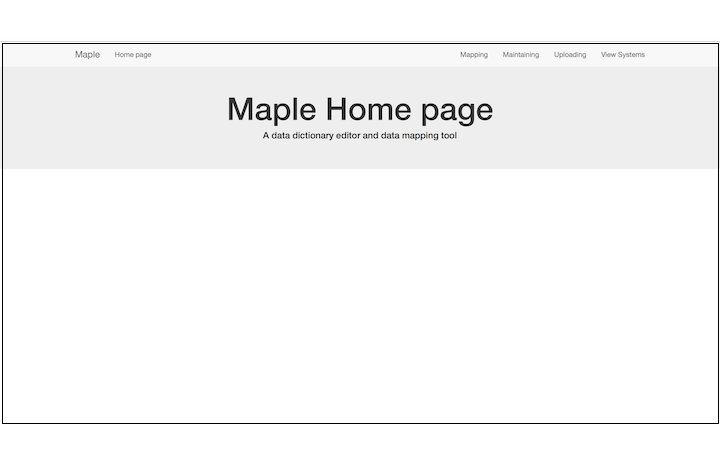 Maple Home page Mapping Maintaining Uploading View Systems
Maple Home page
A data dictionary editor and data mapping tool